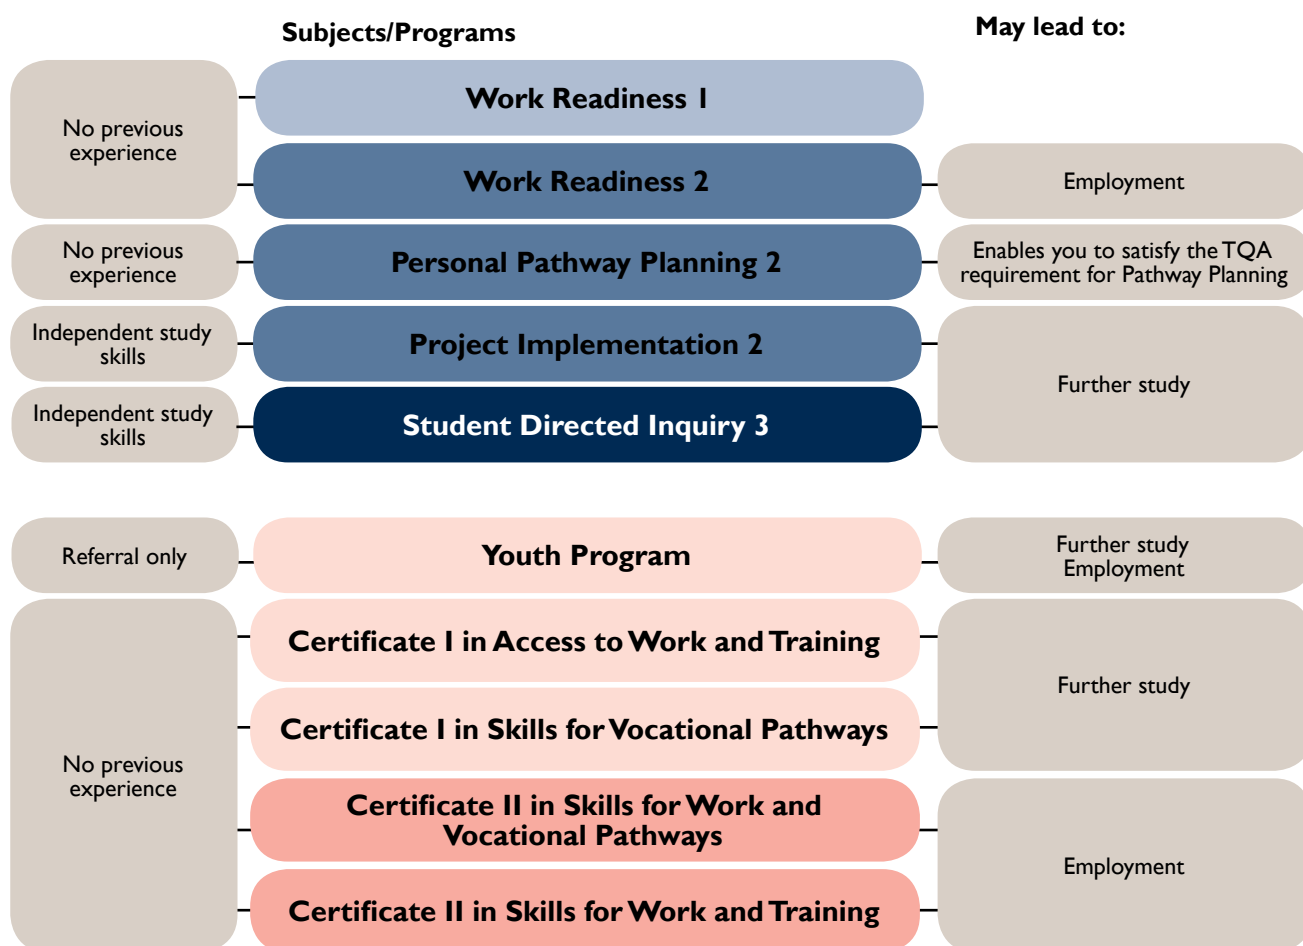 Subjects/Programs
May lead to:
No previous
experience
Work Readiness 1
Work Readiness 2
Employment
No previous
experience
Personal Pathway Planning 2
Enables you to satisfy the TQA
requirement for Pathway Planning
Independent study
skills
Project Implementation 2
Further study
Independent study
skills
Student Directed Inquiry 3
Referral only
Youth Program
Further study
Employment
No previous
experience
Certificate I in Access to Work and Training
Certificate I in Skills for Vocational Pathways
Further study
Certificate II in Skills for Work and
Vocational Pathways
Certificate II in Skills for Work and Training
Employment